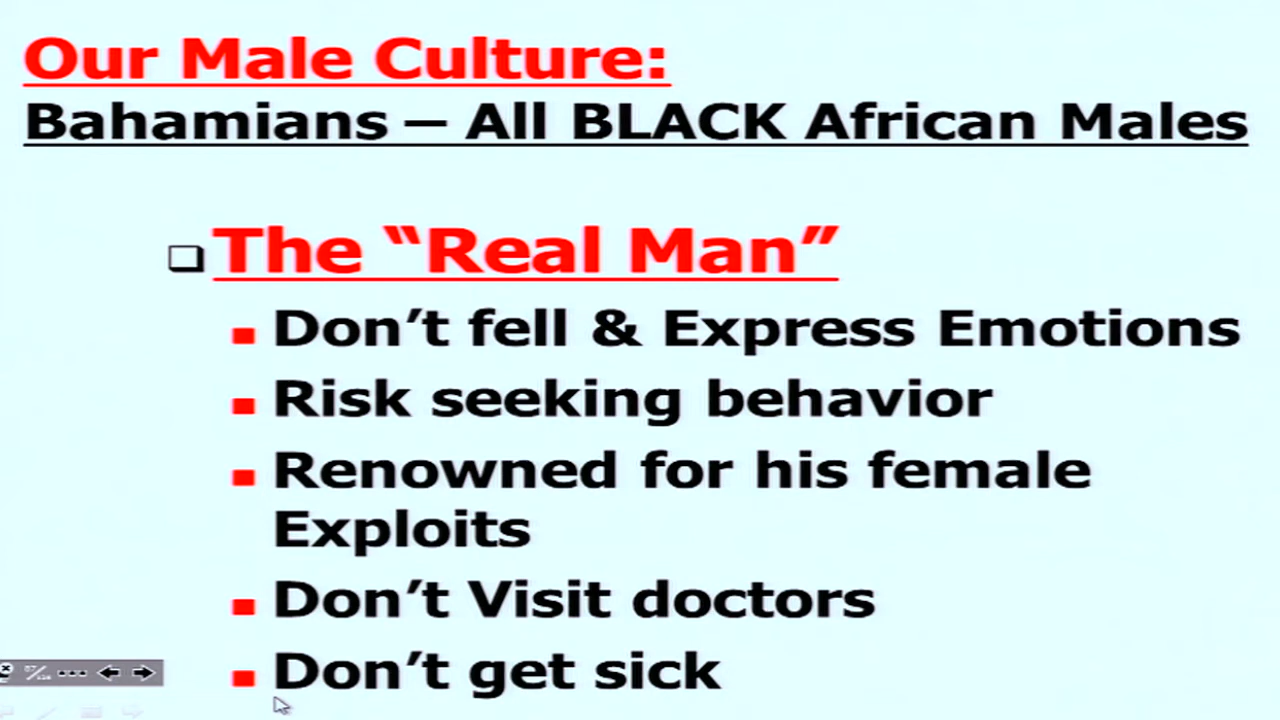 Our Male Culture:
Bahamians – All BLACK African Males
The “Real Man”
Don’t fell & Express Emotions
Risk seeking behavior
Renowned for his female
Exploits
Don’t Visit doctors
Don’t get sick